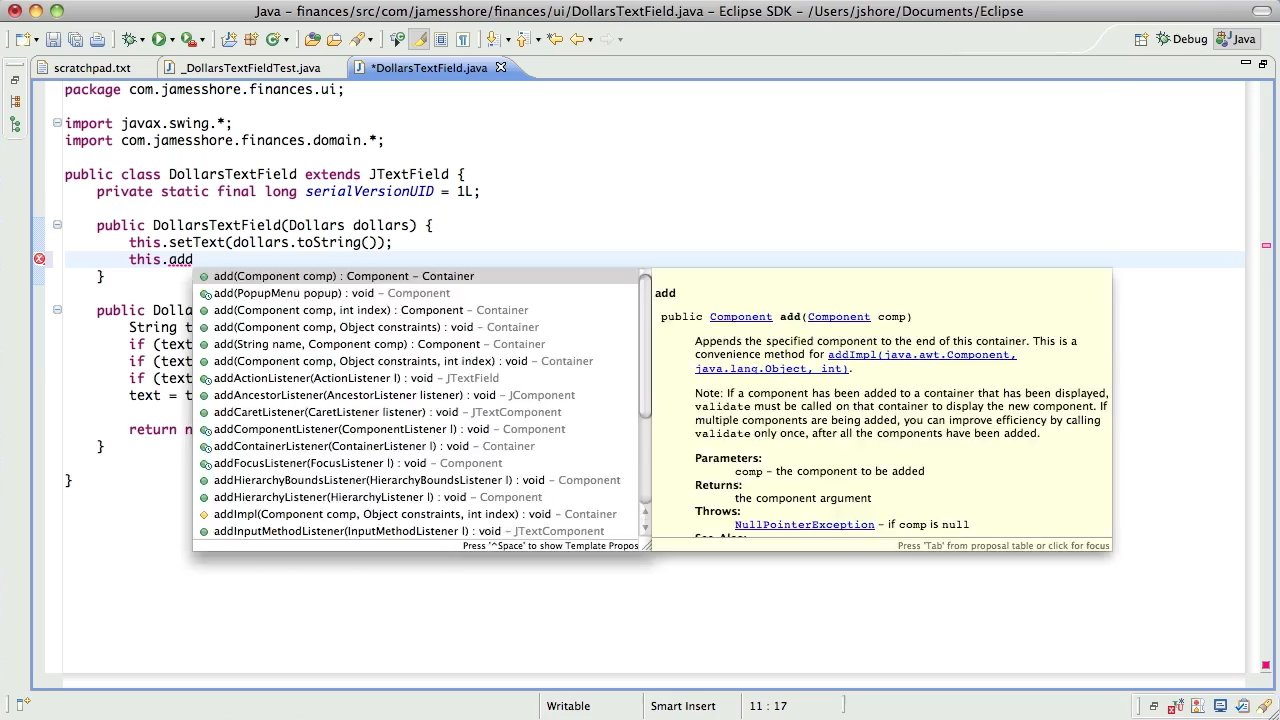 Java – finances/src/com/jamesshore/finances/ui/DollarsTextField.java – Eclipse SDK – /Users/jshore/Documents/Eclipse
Debug
Java
scratchpad.txt
_DollarsTextFieldTest.java
*DollarsTextField.java
package com.jamesshore.finances.ui;
import javax.swing.*;
import com.jamesshore.finances.domain.*;
public class DollarsTextField extends JTextField {
private static final long serialVersionUID = 1L;
public DollarsTextField(Dollars dollars) {
this.setText(dollars.toString());
this.add
}
public Dolla
String t
if (text
if (text
if (text
text = t
return n
}
}
add(Component comp) : Component – Container
add(PopupMenu popup) : void – Component
add(Component comp, int index) : Component – Container
add(Component comp, Object constraints) : void – Container
add(String name, Component comp) : Component – Container
add(Component comp, Object constraints, int index) : void – Container
addActionListener(ActionListener l) : void – JTextField
addAncestorListener(AncestorListener listener) : void – JComponent
addCaretListener(CaretListener listener) : void – JTextComponent
addComponentListener(ComponentListener l) : void – Component
addContainerListener(ContainerListener l) : void – Container
addFocusListener(FocusListener l) : void – Component
addHierarchyBoundsListener(HierarchyBoundsListener l) : void – Component
addHierarchyListener(HierarchyListener l) : void – Component
addImpl(Component comp, Object constraints, int index) : void – Container
addInputMethodListener(InputMethodListener l) : void – JTextComponent
Press '^Space' to show Template Propos
add
public Component add(Component comp)
Appends the specified component to the end of this container. This is a
convenience method for addImpl(java.awt.Component,
java.lang.Object, int).
Note: If a component has been added to a container that has been displayed,
validate must be called on that container to display the new component. If
multiple components are being added, you can improve efficiency by calling
validate only once, after all the components have been added.
Parameters:
comp - the component to be added
Returns:
the component argument
Throws:
NullPointerException - if comp is null
See Also:
Press 'Tab' from proposal table or click for focus
Writable
Smart Insert
11 : 17